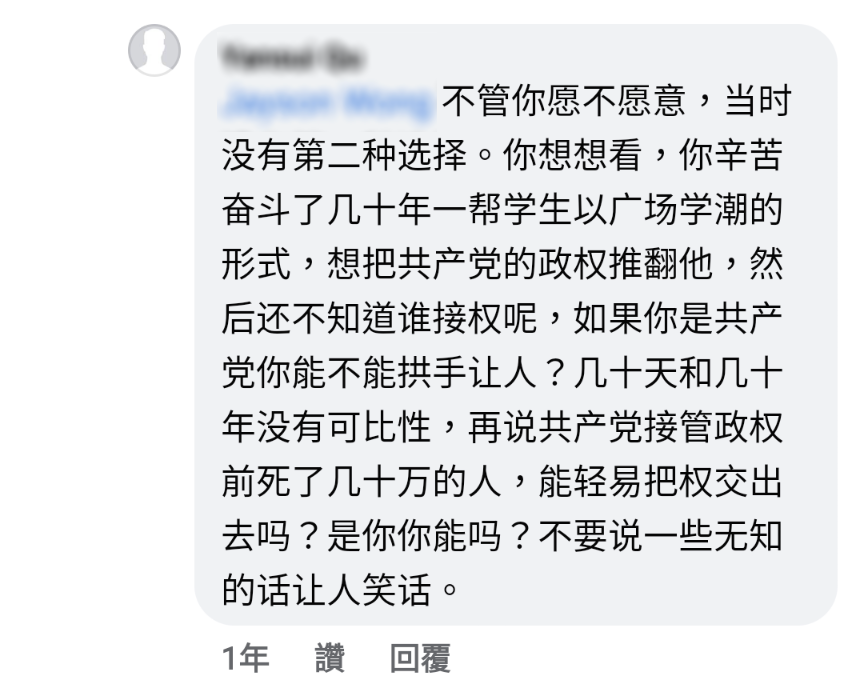 不管你愿不愿意，当时
没有第二种选择。你想想看，你辛苦
奋斗了几十年一帮学生以广场学潮的
形式，想把共产党的政权推翻他，然
后还不知道谁接权呢，如果你是共产
党你能不能拱手让人？几十天和几十
年没有可比性，再说共产党接管政权
前死了几十万的人，能轻易把权交出
去吗？是你你能吗？不要说一些无知
的话让人笑话。
1年 讚 回覆